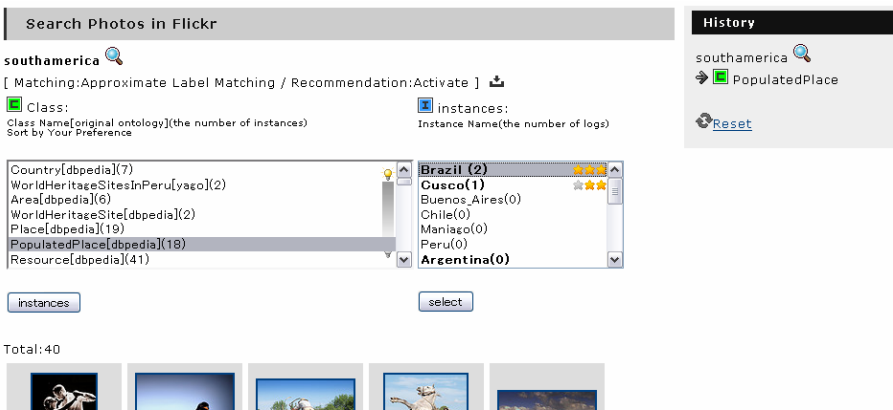 Search Photos in Flickr
southamerica
[ Matching:Approximate Label Matching / Recommendation:Activate ]
C Class:
Class Name[original ontology](the number of instances)
Sort by Your Preference
Country[dbpedia](7)
WorldHeritageSitesInPeru[yago](2)
Area[dbpedia](6)
WorldHeritageSite[dbpedia](2)
Place[dbpedia](19)
PopulatedPlace[dbpedia](18)
Resource[dbpedia](41)
instances
I instances:
Instance Name(the number of logs)
Brazil (2)
Cusco(1)
Buenos_Aires(0)
Chile(0)
Maniago(0)
Peru(0)
Argentina(0)
select
Total:40
History
southamerica
C PopulatedPlace
Reset